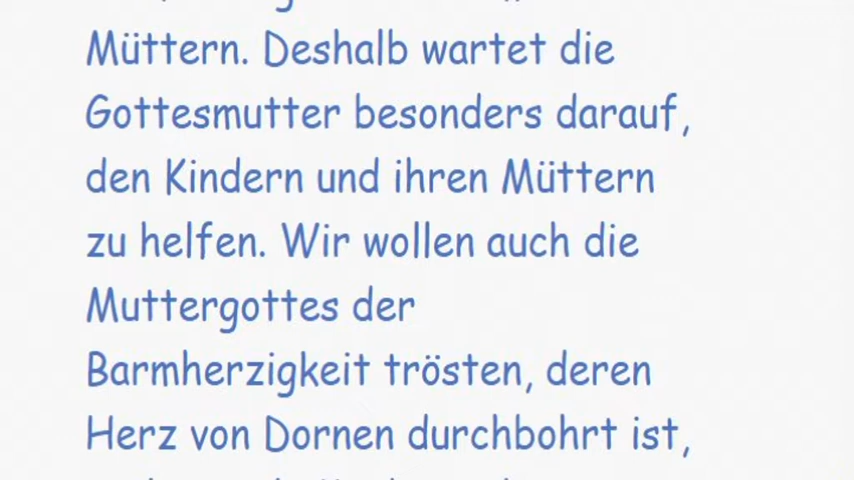 Müttern. Deshalb wartet die
Gottesmutter besonders darauf,
den Kindern und ihren Müttern
zu helfen. Wir wollen auch die
Muttergottes der
Barmherzigkeit trösten, deren
Herz von Dornen durchbohrt ist,